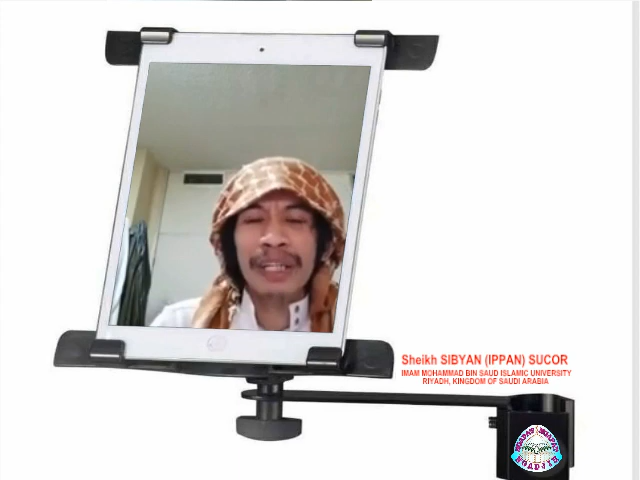 Sheikh SIBYAN (IPPAN) SUCOR
IMAM MOHAMMAD BIN SAUD ISLAMIC UNIVERSITY
RIYADH, KINGDOM OF SAUDI ARABIA